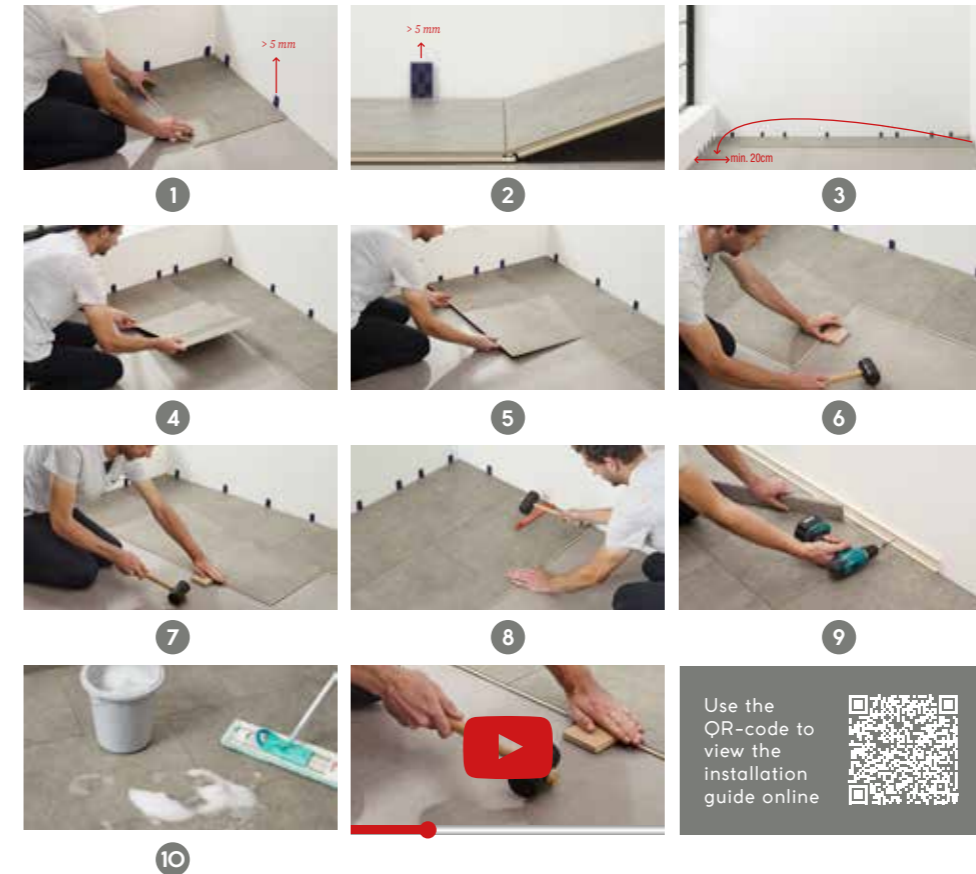 > 5 mm
> 5 mm
min. 20cm
1
2
3
4
5
6
7
8
9
10
Use the
QR-code to
view the
installation
guide online